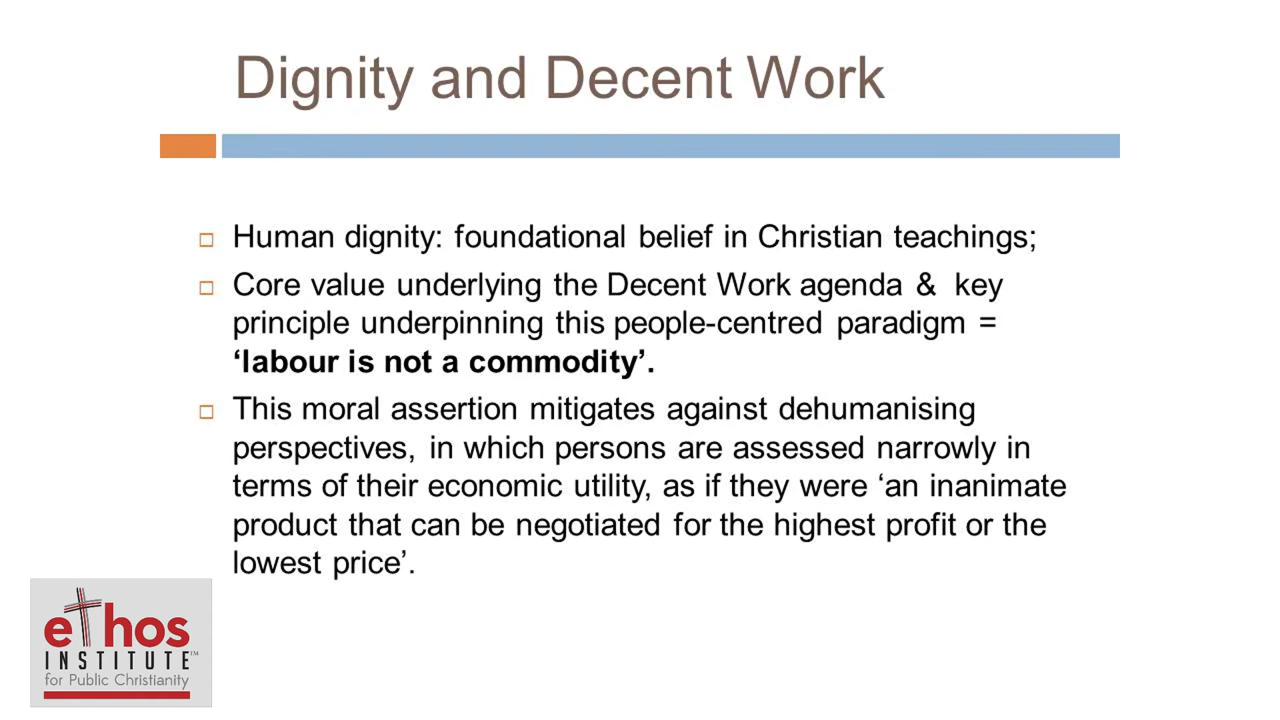 Dignity and Decent Work
Human dignity: foundational belief in Christian teachings;
Core value underlying the Decent Work agenda & key
principle underpinning this people-centred paradigm =
‘labour is not a commodity’.
This moral assertion mitigates against dehumanising
perspectives, in which persons are assessed narrowly in
terms of their economic utility, as if they were ‘an inanimate
product that can be negotiated for the highest profit or the
lowest price’.
ethos
INSTITUTE™
for Public Christianity